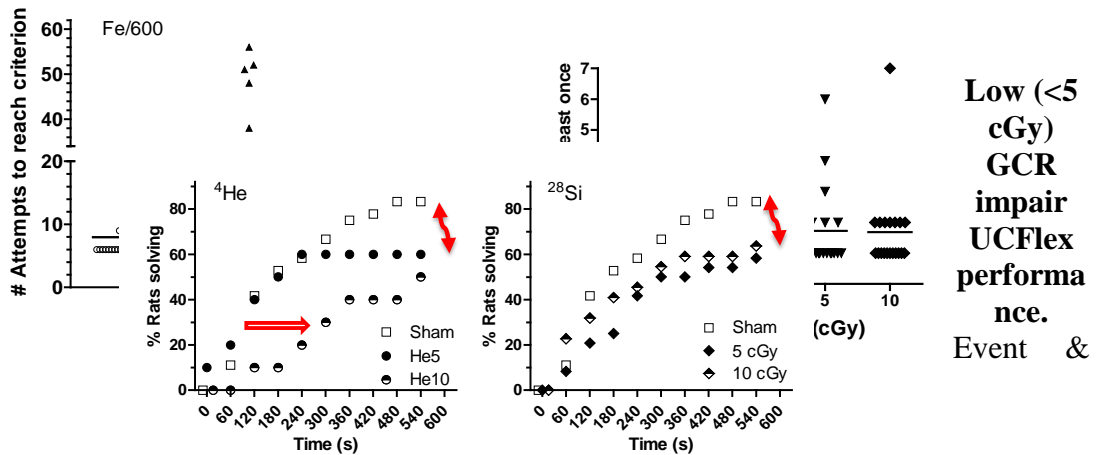 # Attempts to reach criterion
Fe/600
60
50
40
20
10
0
east once
7
6
5
5
10
(cGy)
⁴He
% Rats solving
80
60
40
20
0
0
60
120
180
240
300
360
420
480
540
600
Time (s)
Sham
He5
He10
²⁸Si
% Rats solving
80
60
40
20
0
0
60
120
180
240
300
360
420
480
540
600
Time (s)
Sham
5 cGy
10 cGy
Low (<5
cGy)
GCR
impair
UCFlex
performa
nce.
Event &